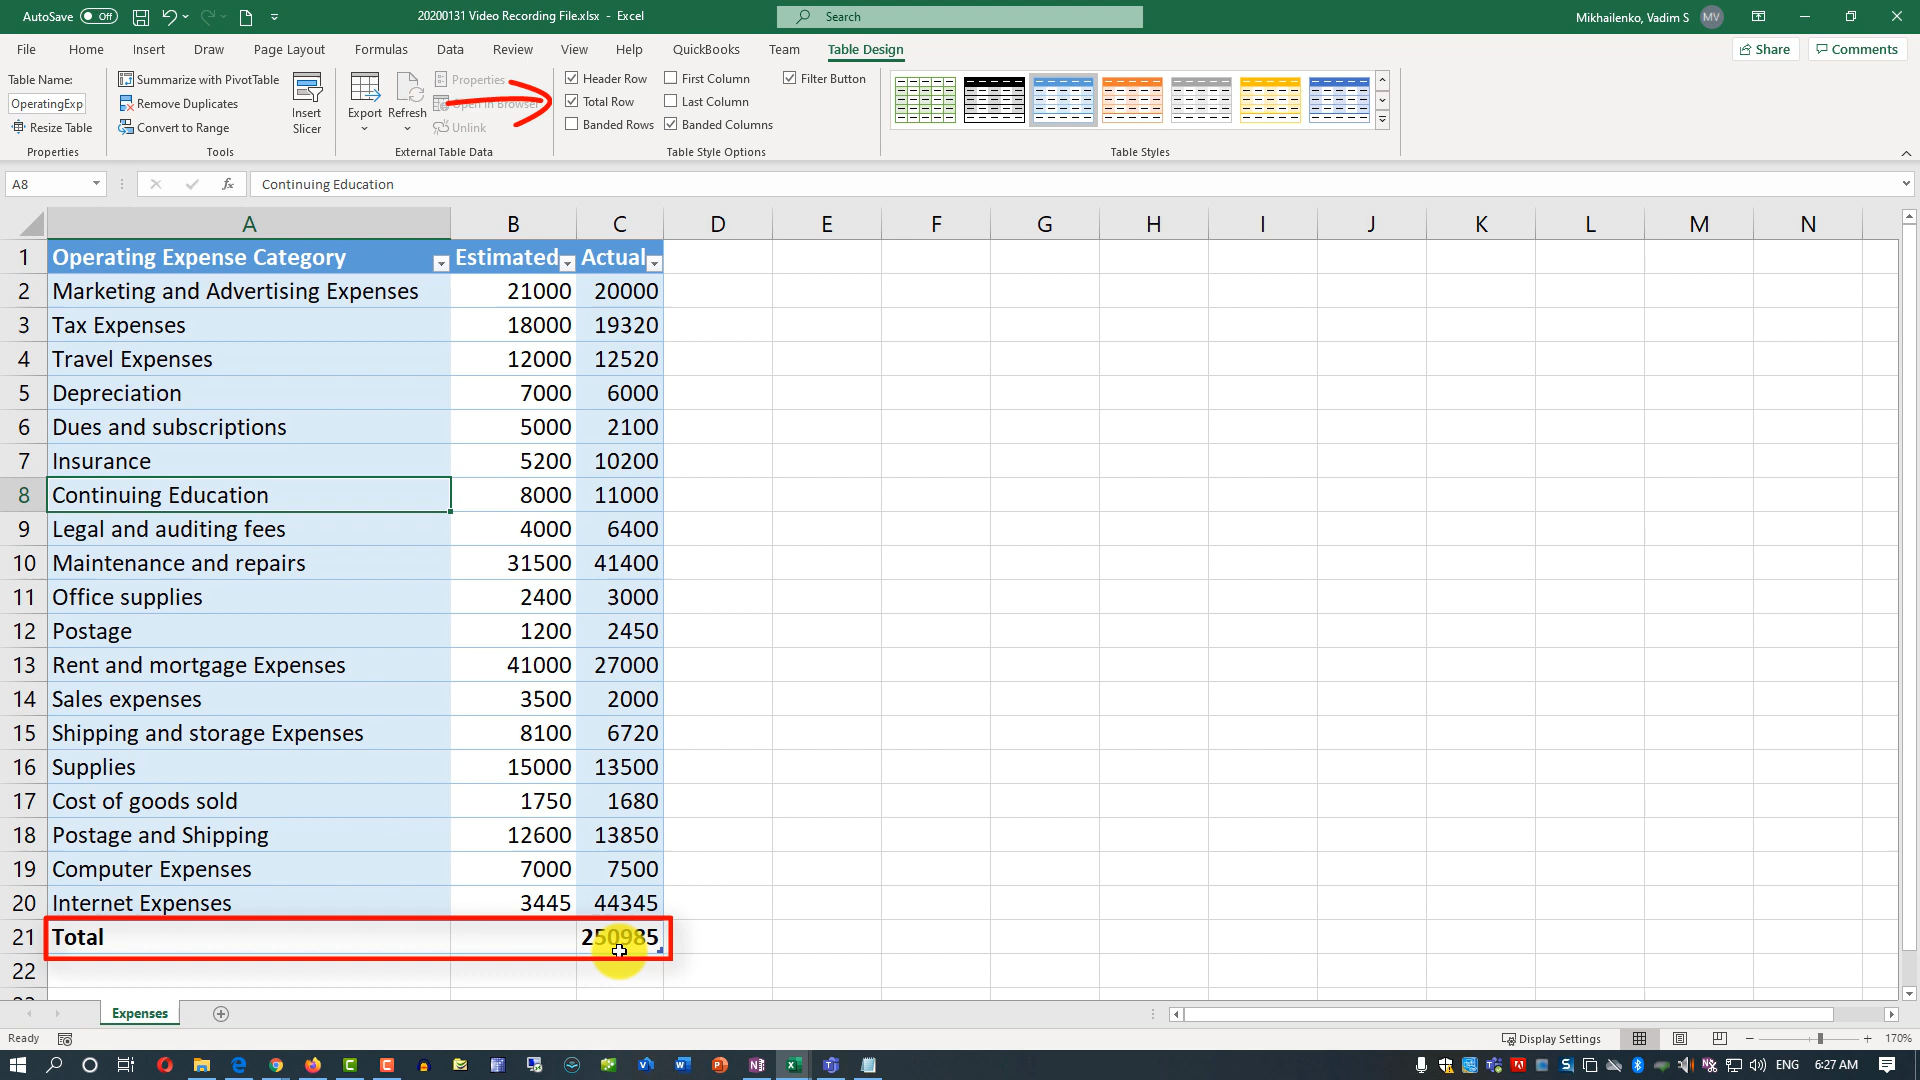 AutoSave Off 20200131 Video Recording File.xlsx - Excel Search Mikhailenko, Vadim S MV
File Home Insert Draw Page Layout Formulas Data Review View Help QuickBooks Team Table Design Share Comments
Table Name: Summarize with PivotTable Properties Header Row First Column Filter Button
OperatingExp Remove Duplicates Insert Slicer Export Refresh Open in Browser Total Row Last Column
Resize Table Convert to Range Unlink Banded Rows Banded Columns
Properties Tools External Table Data Table Style Options Table Styles
A8 fx Continuing Education
A B C D E F G H I J K L M N
1 Operating Expense Category Estimated Actual
2 Marketing and Advertising Expenses 21000 20000
3 Tax Expenses 18000 19320
4 Travel Expenses 12000 12520
5 Depreciation 7000 6000
6 Dues and subscriptions 5000 2100
7 Insurance 5200 10200
8 Continuing Education 8000 11000
9 Legal and auditing fees 4000 6400
10 Maintenance and repairs 31500 41400
11 Office supplies 2400 3000
12 Postage 1200 2450
13 Rent and mortgage Expenses 41000 27000
14 Sales expenses 3500 2000
15 Shipping and storage Expenses 8100 6720
16 Supplies 15000 13500
17 Cost of goods sold 1750 1680
18 Postage and Shipping 12600 13850
19 Computer Expenses 7000 7500
20 Internet Expenses 3445 44345
21 Total 250985
22
Expenses
Ready Display Settings 170%
ENG 6:27 AM